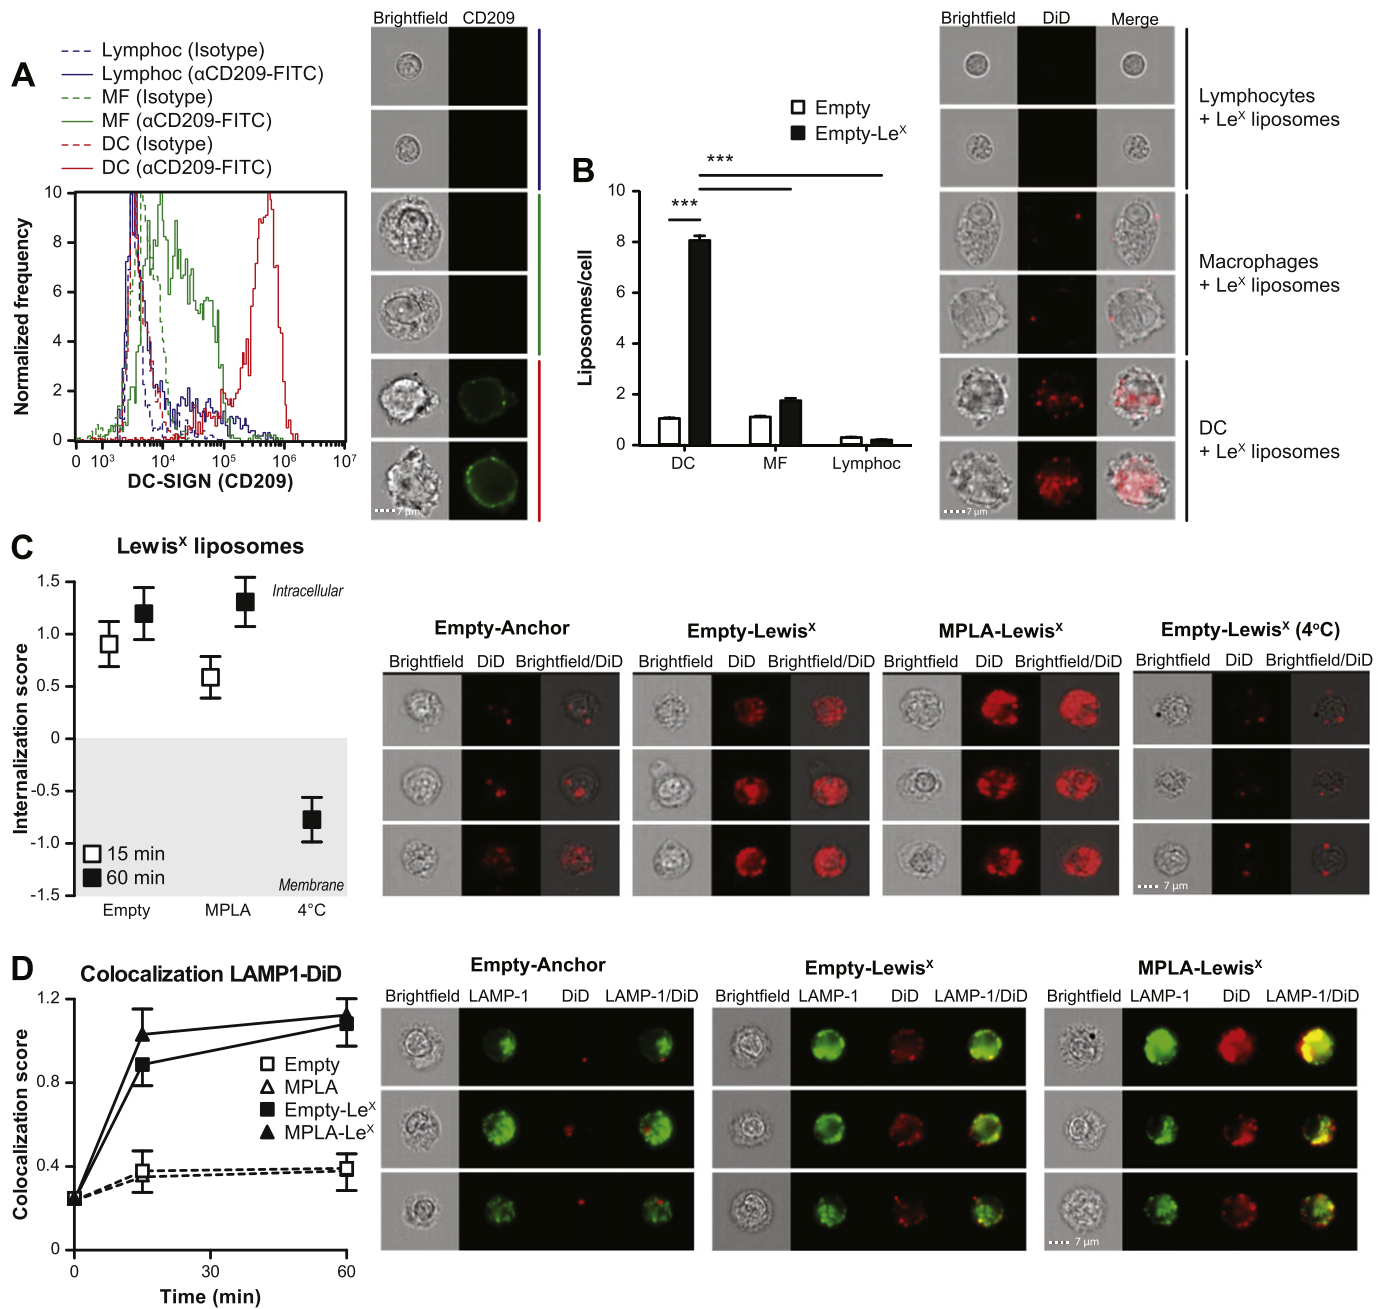 A
Lymphoc (Isotype)
Lymphoc (αCD209-FITC)
MF (Isotype)
MF (αCD209-FITC)
DC (Isotype)
DC (αCD209-FITC)
Normalized frequency
10
8
6
4
2
0
0 10³ 10⁴ 10⁵ 10⁶ 10⁷
DC-SIGN (CD209)
Brightfield CD209
7 µm
B
Empty
Empty-Leˣ
***
***
Liposomes/cell
10
8
6
4
2
0
DC MF Lymphoc
Brightfield DiD Merge
Lymphocytes
+ Leˣ liposomes
Macrophages
+ Leˣ liposomes
DC
+ Leˣ liposomes
7 µm
C
Lewisˣ liposomes
Internalization score
1.5
1.0
0.5
0
-0.5
-1.0
-1.5
Intracellular
Membrane
15 min
60 min
Empty MPLA 4°C
Empty-Anchor
Brightfield DiD Brightfield/DiD
Empty-Lewisˣ
Brightfield DiD Brightfield/DiD
MPLA-Lewisˣ
Brightfield DiD Brightfield/DiD
Empty-Lewisˣ (4°C)
Brightfield DiD Brightfield/DiD
7 µm
D
Colocalization LAMP1-DiD
Colocalization score
1.2
0.8
0.4
0
Empty
MPLA
Empty-Leˣ
MPLA-Leˣ
0 30 60
Time (min)
Empty-Anchor
Brightfield LAMP-1 DiD LAMP-1/DiD
Empty-Lewisˣ
Brightfield LAMP-1 DiD LAMP-1/DiD
MPLA-Lewisˣ
Brightfield LAMP-1 DiD LAMP-1/DiD
7 µm